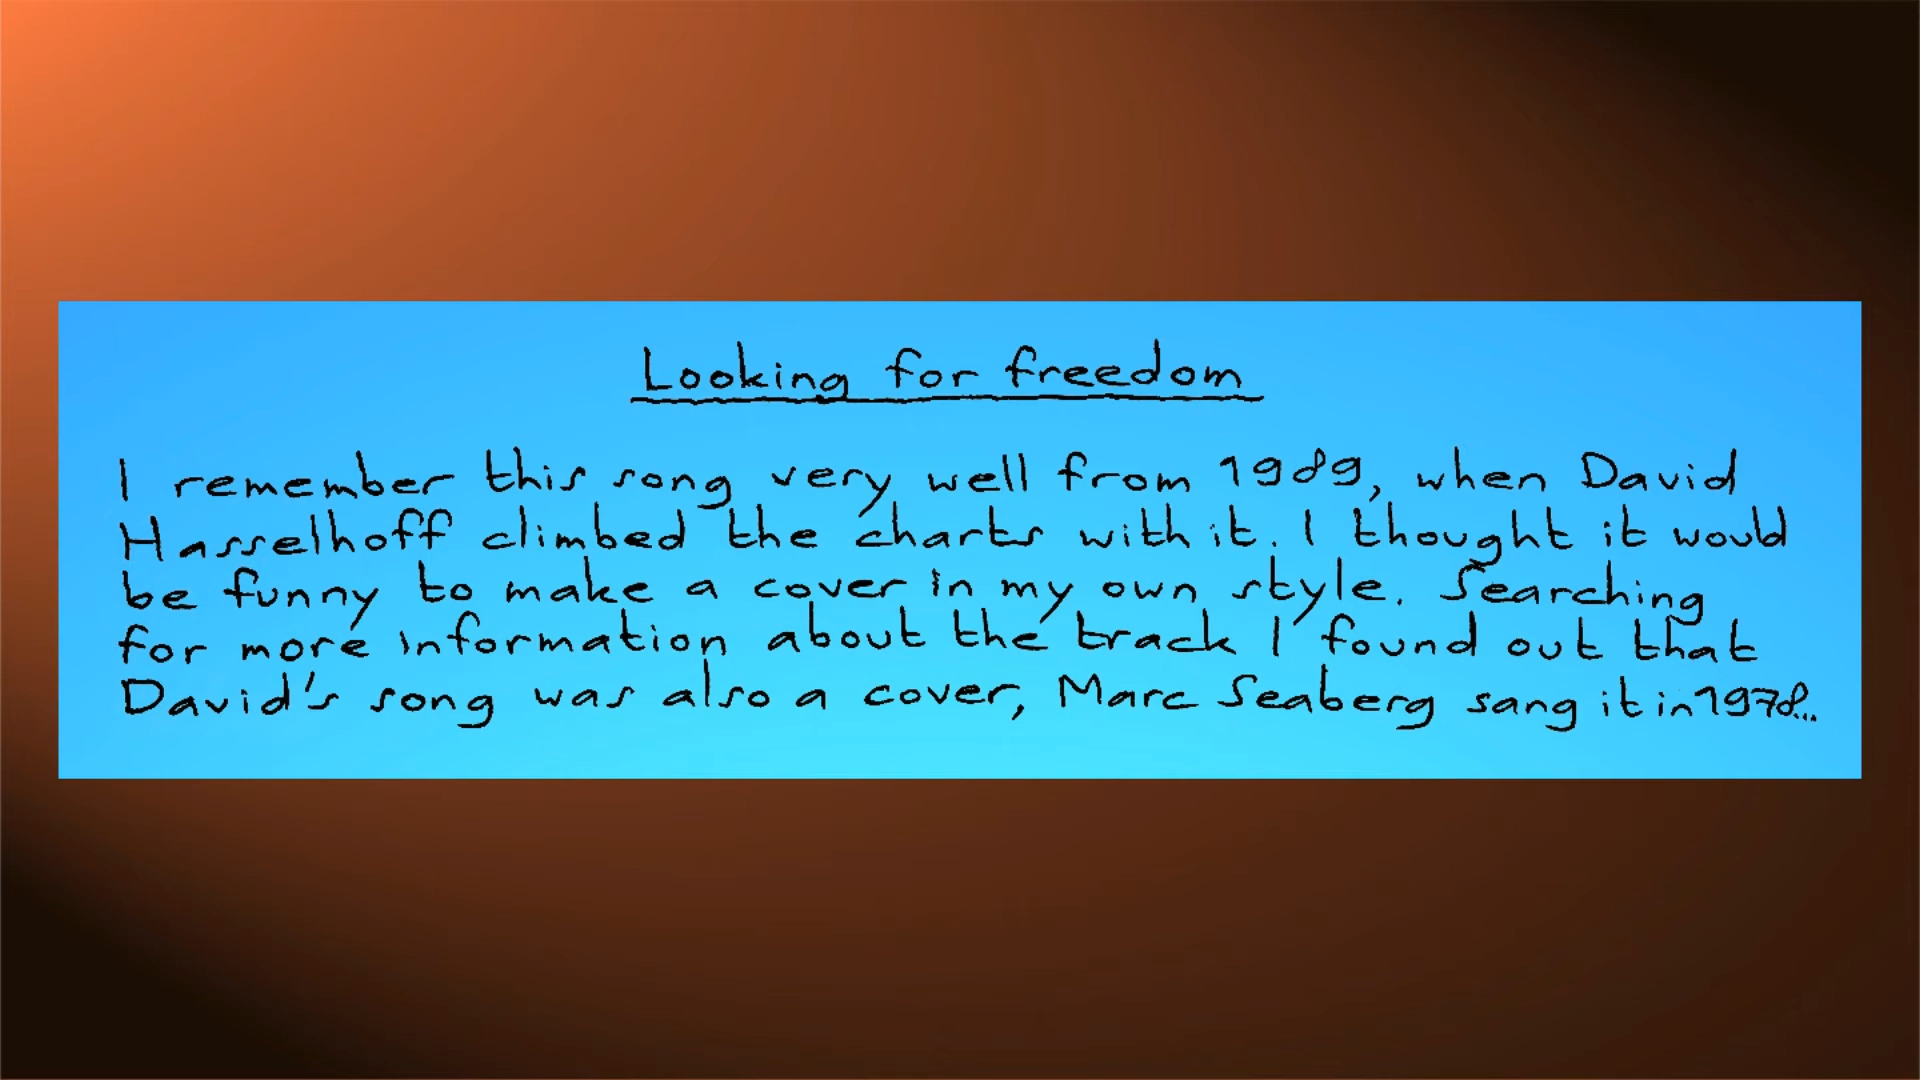 Looking for freedom
I remember this song very well from 1989, when David
Hasselhoff climbed the charts with it. I thought it would
be funny to make a cover in my own style. Searching
for more information about the track I found out that
David's song was also a cover, Marc Seaberg sang it in 1978...